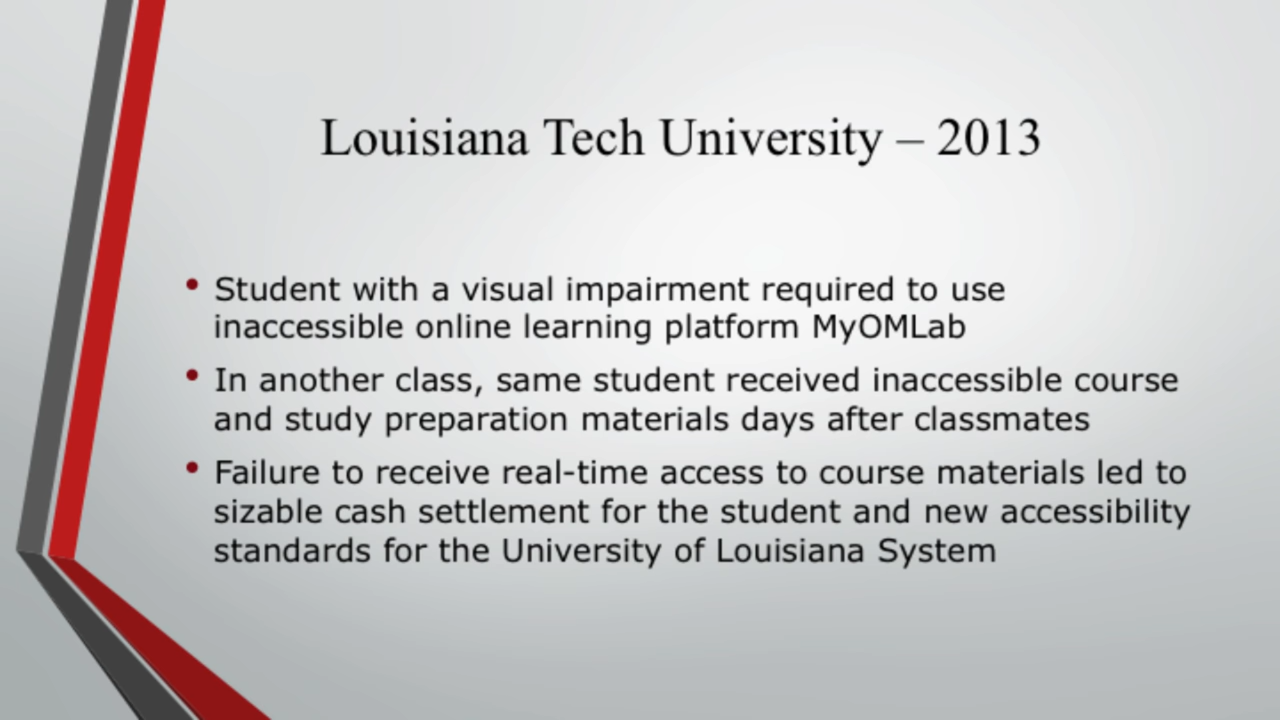 Louisiana Tech University – 2013
• Student with a visual impairment required to use
inaccessible online learning platform MyOMLab
• In another class, same student received inaccessible course
and study preparation materials days after classmates
• Failure to receive real-time access to course materials led to
sizable cash settlement for the student and new accessibility
standards for the University of Louisiana System